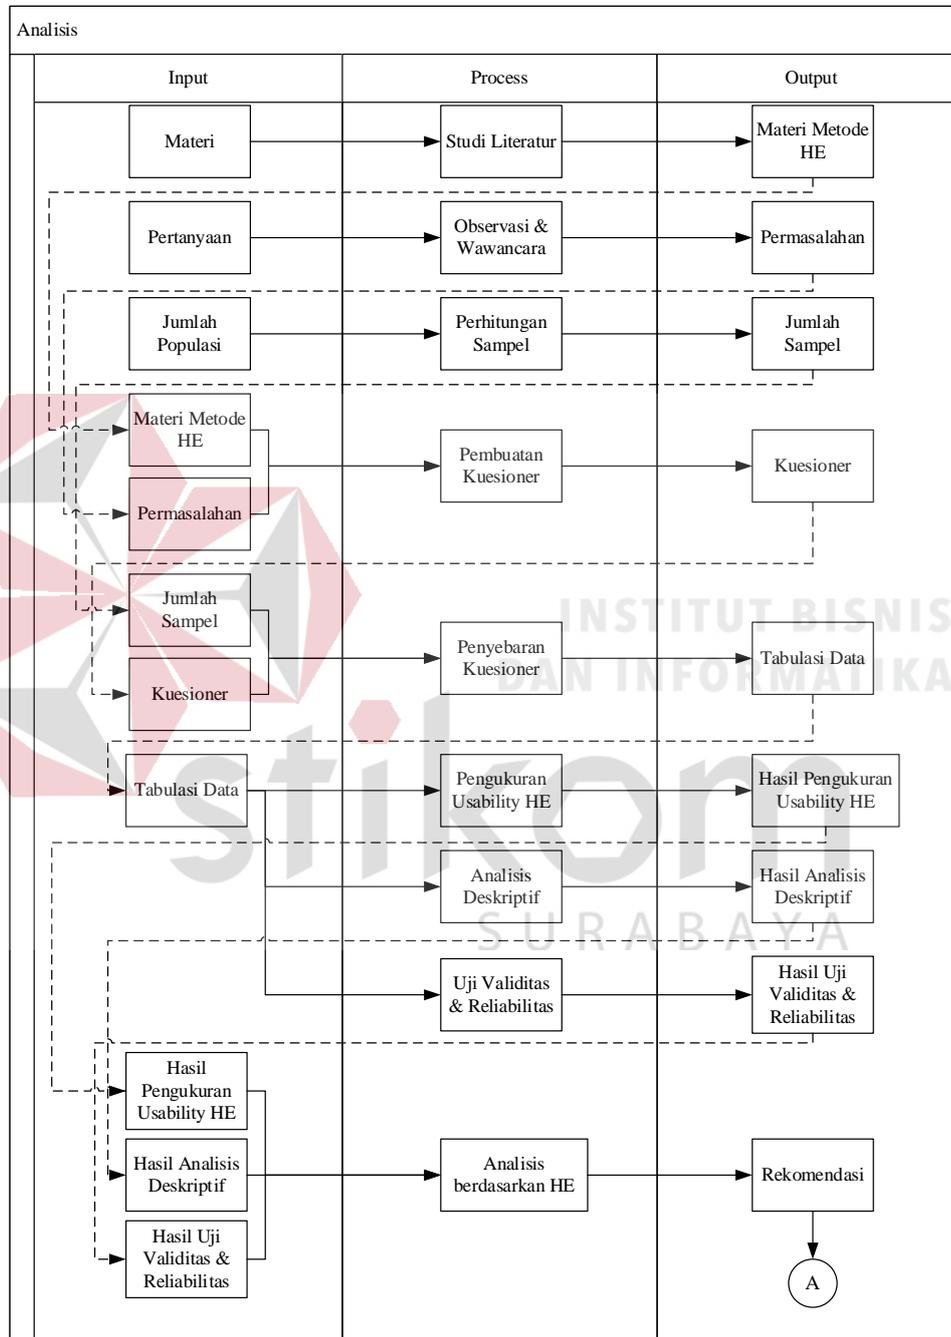 Analisis
Input
Process
Output
Materi
Studi Literatur
Materi Metode
HE
Pertanyaan
Observasi &
Wawancara
Permasalahan
Jumlah
Populasi
Perhitungan
Sampel
Jumlah
Sampel
Materi Metode
HE
Permasalahan
Pembuatan
Kuesioner
Kuesioner
Jumlah
Sampel
Kuesioner
Penyebaran
Kuesioner
Tabulasi Data
INSTITUT BISNIS
DAN INFORMATIKA
stikom
SURABAYA
Tabulasi Data
Pengukuran
Usability HE
Hasil Pengukuran
Usability HE
Analisis
Deskriptif
Hasil Analisis
Deskriptif
Uji Validitas
& Reliabilitas
Hasil Uji
Validitas &
Reliabilitas
Hasil
Pengukuran
Usability HE
Hasil Analisis
Deskriptif
Hasil Uji
Validitas &
Reliabilitas
Analisis
berdasarkan HE
Rekomendasi
A